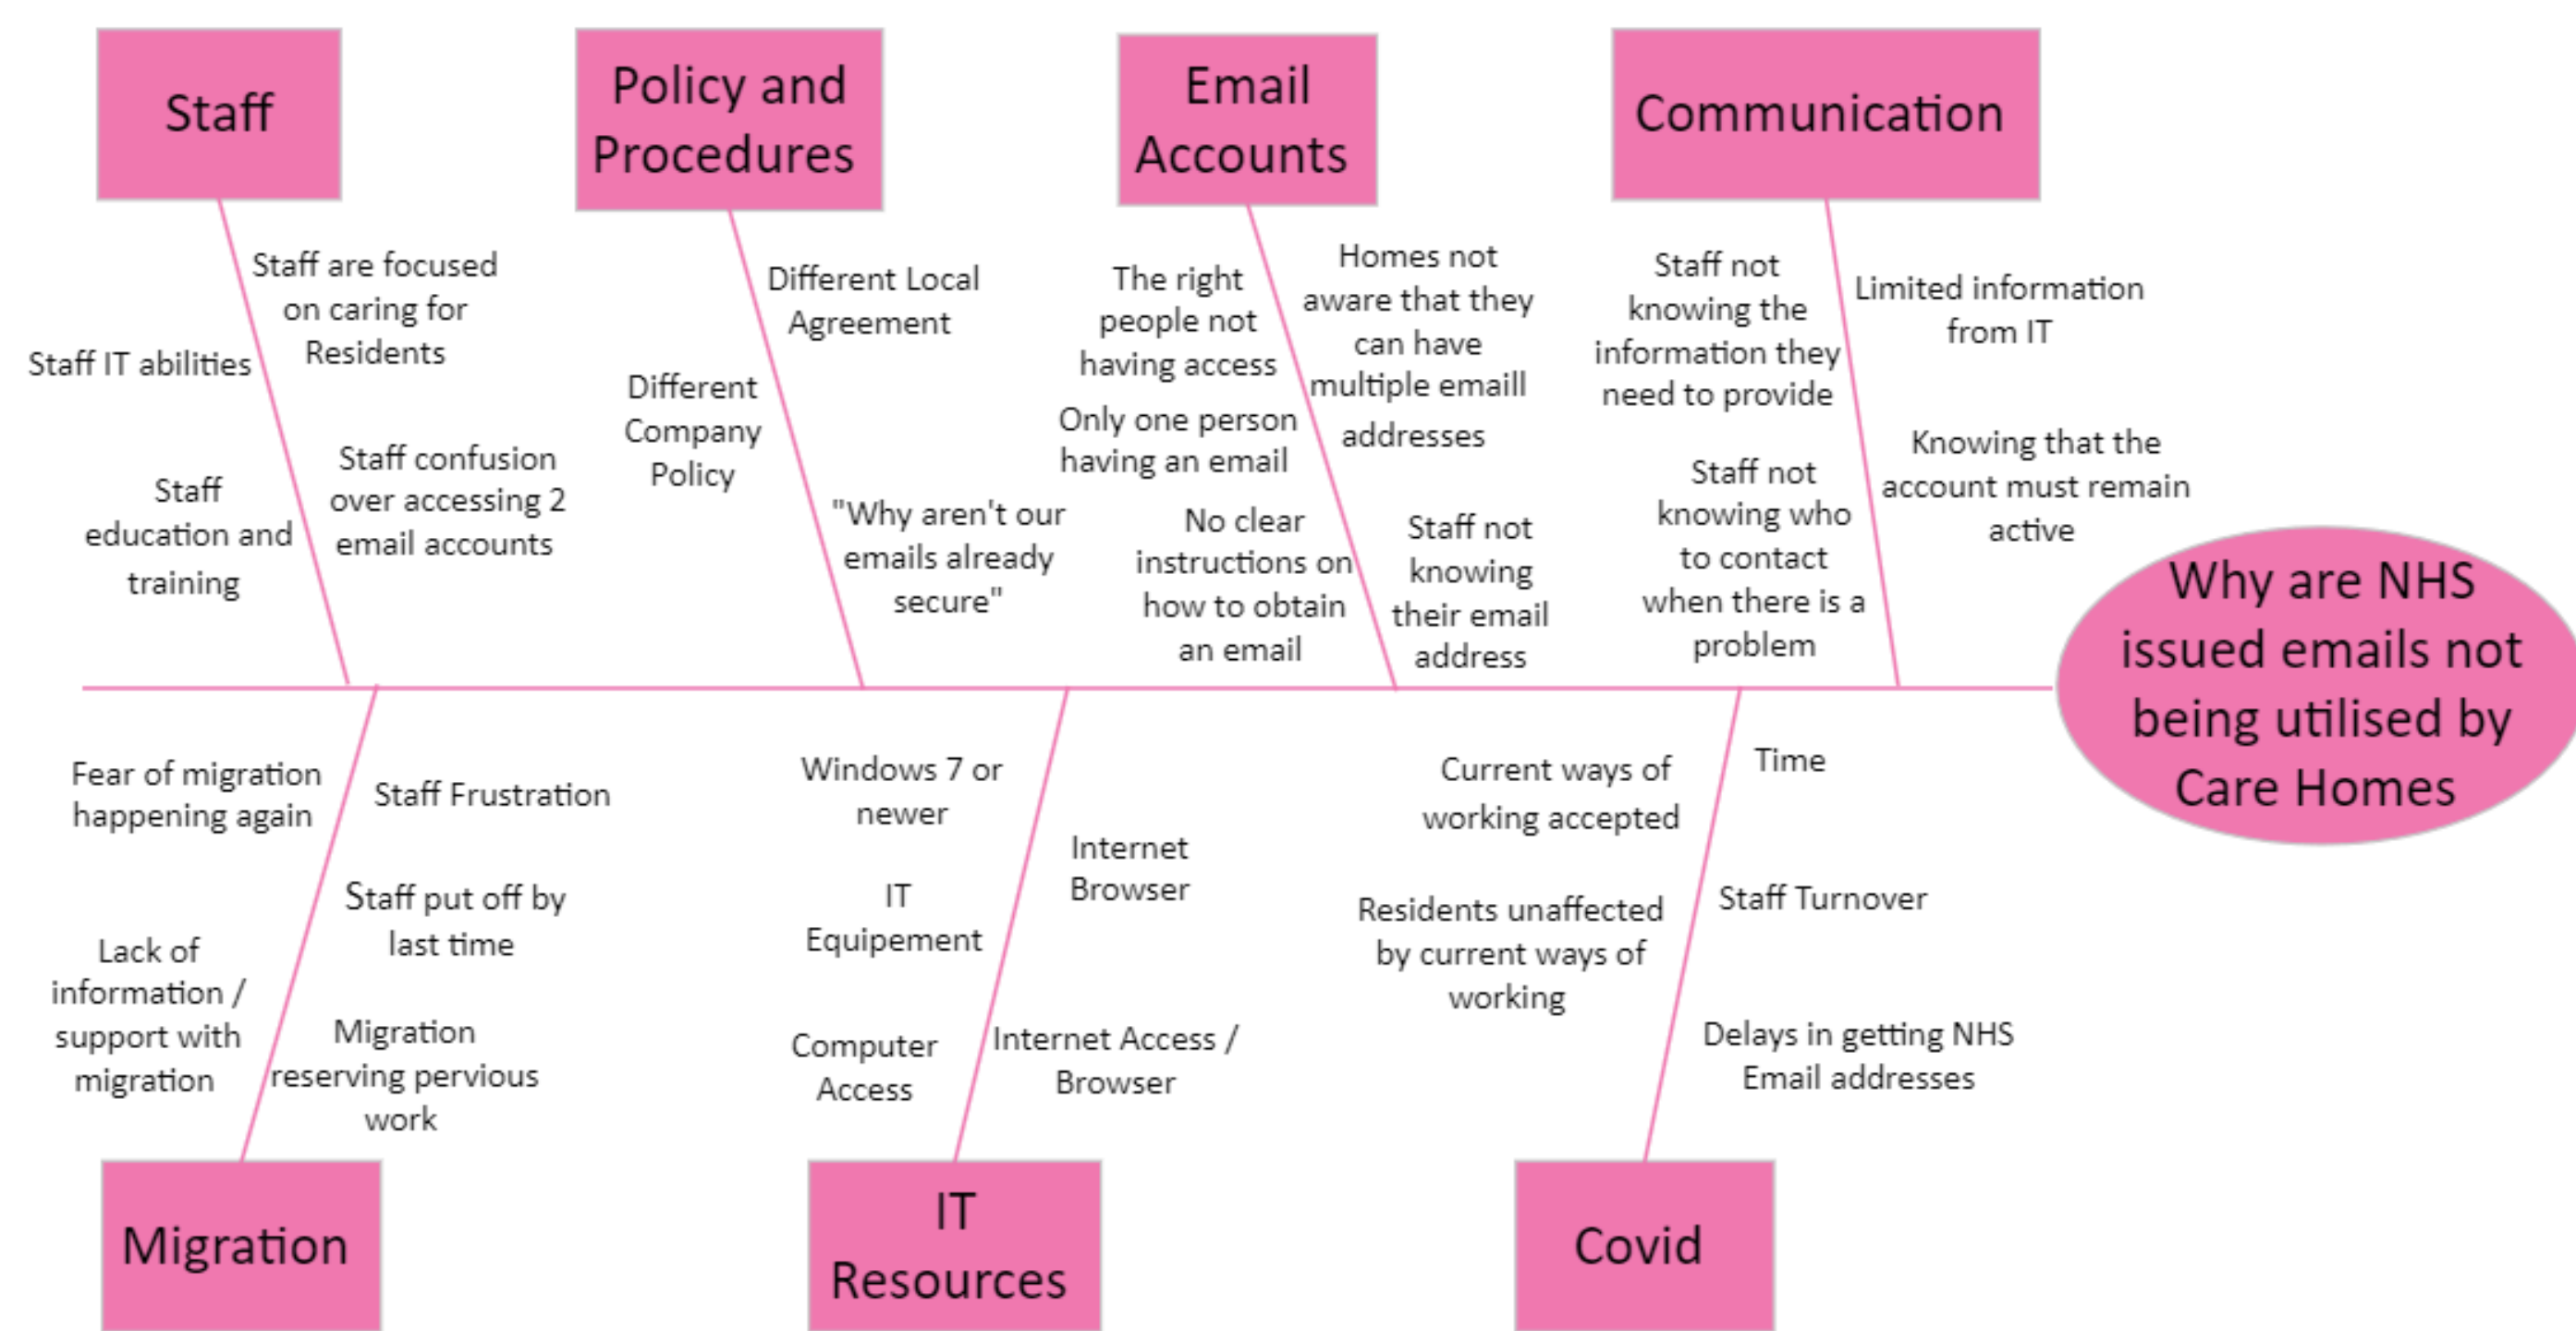 Staff
Policy and
Procedures
Email
Accounts
Communication
Staff are focused
on caring for
Residents
Staff IT abilities
Staff
education and
training
Staff confusion
over accessing 2
email accounts
Different Local
Agreement
Different
Company
Policy
"Why aren't our
emails already
secure"
The right
people not
having access
Only one person
having an email
No clear
instructions on
how to obtain
an email
Homes not
aware that they
can have
multiple emaill
addresses
Staff not
knowing
their email
address
Staff not
knowing the
information they
need to provide
Staff not
knowing who
to contact
when there is a
problem
Limited information
from IT
Knowing that the
account must remain
active
Why are NHS
issued emails not
being utilised by
Care Homes
Fear of migration
happening again
Lack of
information /
support with
migration
Staff Frustration
Staff put off by
last time
Migration
reserving pervious
work
Windows 7 or
newer
IT
Equipement
Computer
Access
Internet
Browser
Internet Access /
Browser
Current ways of
working accepted
Residents unaffected
by current ways of
working
Time
Staff Turnover
Delays in getting NHS
Email addresses
Migration
IT
Resources
Covid